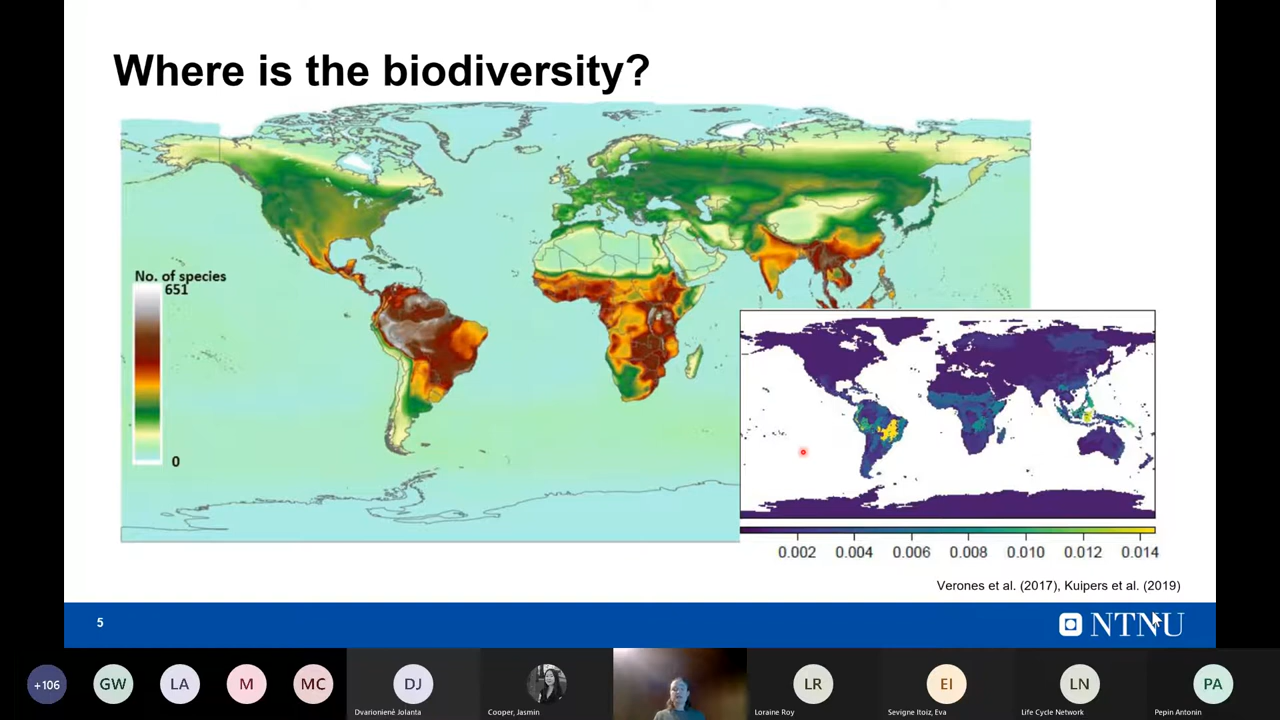 Where is the biodiversity?
No. of species
651
0
0.002 0.004 0.006 0.008 0.010 0.012 0.014
Verones et al. (2017), Kuipers et al. (2019)
5
NTNU
+106 GW LA M MC DJ LR EI LN PA
Dvarionienė Jolanta Cooper, Jasmin Loraine Roy Sevigne Itoiz, Eva Life Cycle Network Pepin Antonin